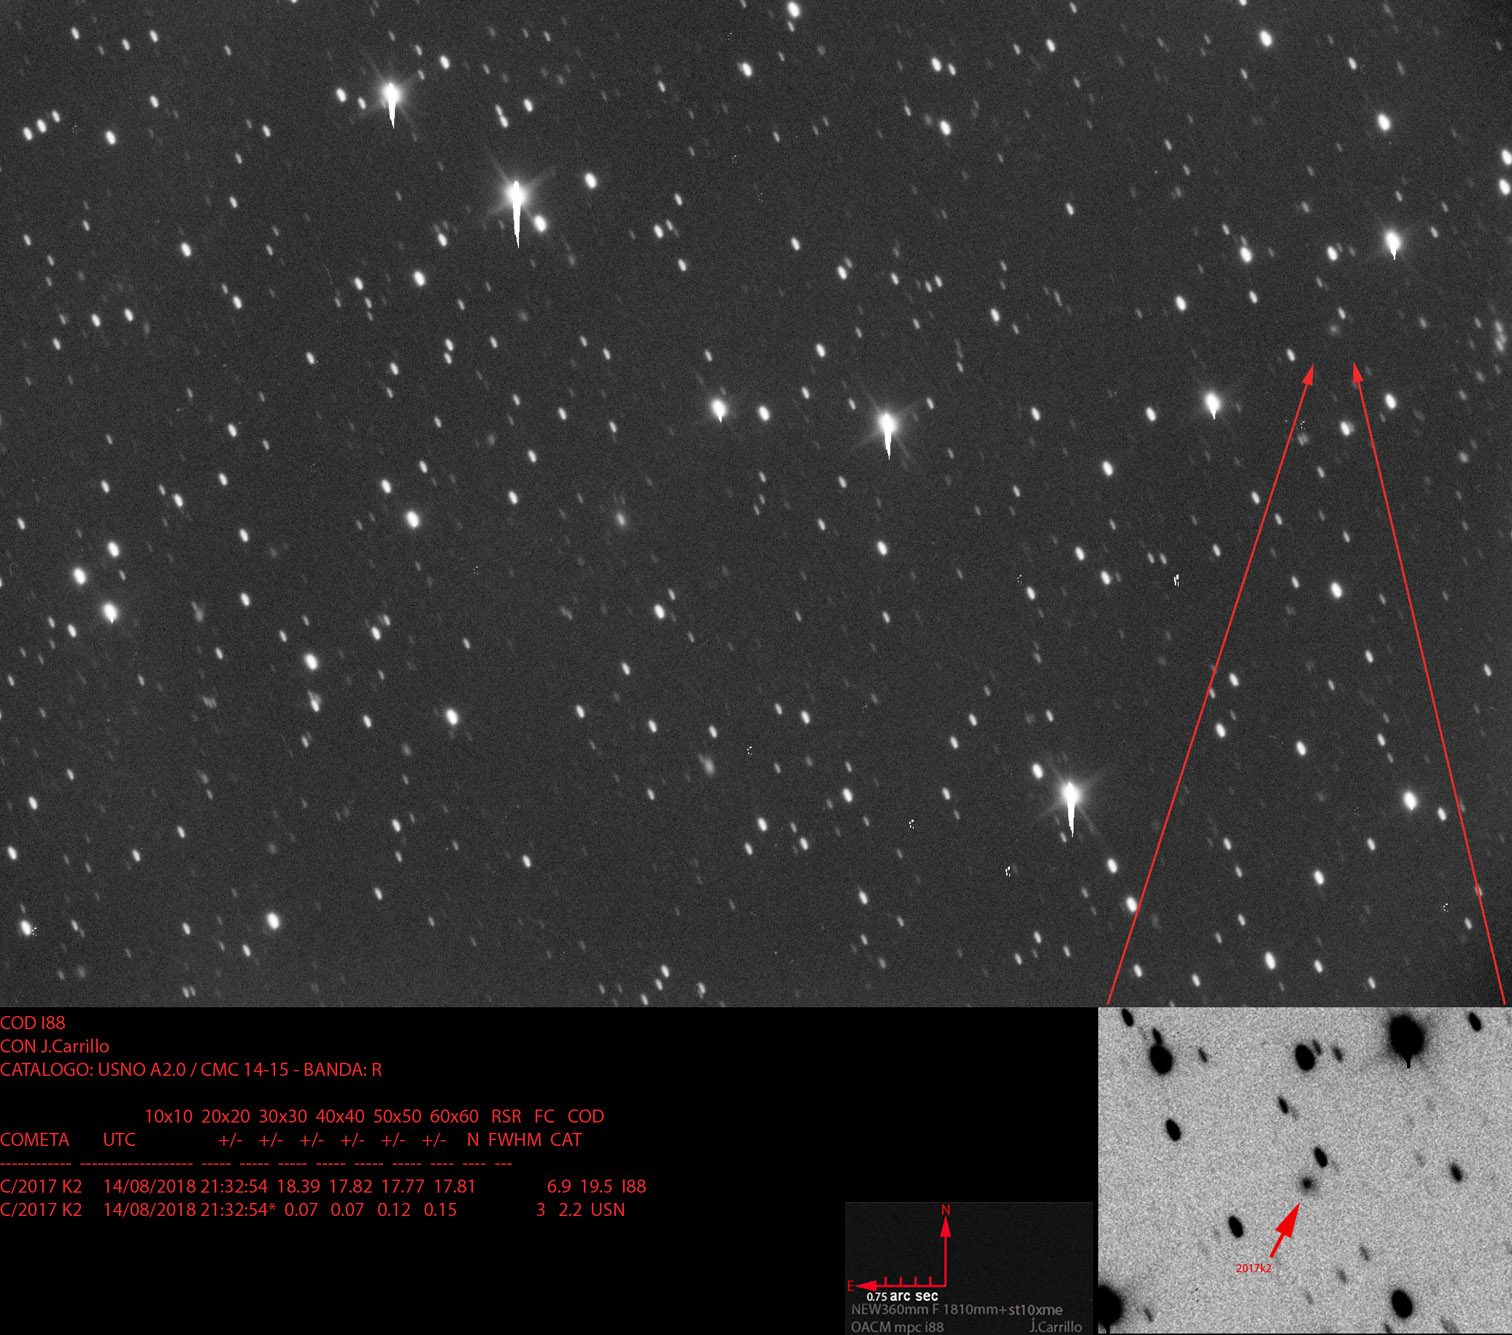 COD I88
CON J.Carrillo
CATALOGO: USNO A2.0 / CMC 14-15 - BANDA: R
10x10 20x20 30x30 40x40 50x50 60x60 RSR FC COD
COMETA UTC +/- +/- +/- +/- +/- +/- N FWHM CAT
------------ ------------------- ----- ----- ----- ----- ----- ----- ---- ---- ---
C/2017 K2 14/08/2018 21:32:54 18.39 17.82 17.77 17.81 6.9 19.5 I88
C/2017 K2 14/08/2018 21:32:54* 0.07 0.07 0.12 0.15 3 2.2 USN
N
E
0.75 arc sec
NEW360mm F 1810mm+st10xme
OACM mpc i88 J.Carrillo
2017k2